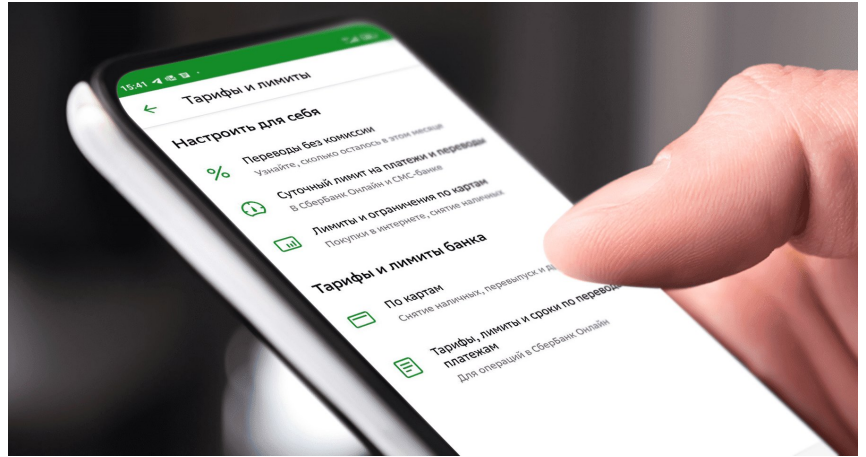 15:41
Тарифы и лимиты
Настроить для себя
Переводы без комиссии
Узнайте, сколько осталось в этом месяце
Суточный лимит на платежи и переводы
В СберБанк Онлайн и СМС-банке
Лимиты и ограничения по картам
Покупки в интернете, снятие наличных
Тарифы и лимиты банка
По картам
Снятие наличных, перевыпуск и
Тарифы, лимиты и сроки по
платежам
Для операций в СберБанк Онлайн